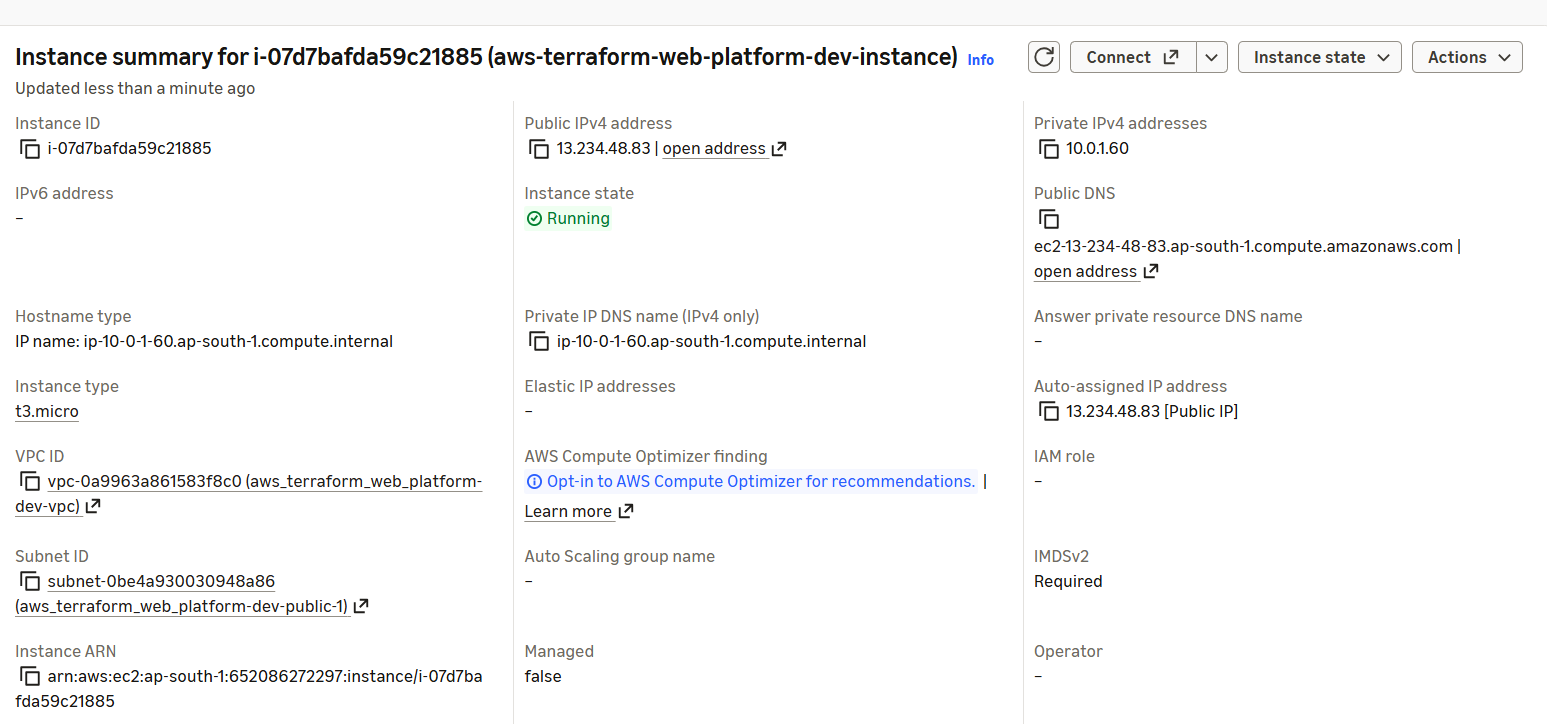 Instance summary for i-07d7bafda59c21885 (aws-terraform-web-platform-dev-instance) Info
Connect
Instance state
Actions
Updated less than a minute ago
Instance ID
i-07d7bafda59c21885
Public IPv4 address
13.234.48.83 | open address
Private IPv4 addresses
10.0.1.60
IPv6 address
–
Instance state
Running
Public DNS
ec2-13-234-48-83.ap-south-1.compute.amazonaws.com |
open address
Hostname type
IP name: ip-10-0-1-60.ap-south-1.compute.internal
Private IP DNS name (IPv4 only)
ip-10-0-1-60.ap-south-1.compute.internal
Answer private resource DNS name
–
Instance type
t3.micro
Elastic IP addresses
–
Auto-assigned IP address
13.234.48.83 [Public IP]
VPC ID
vpc-0a9963a861583f8c0 (aws_terraform_web_platform-
dev-vpc)
AWS Compute Optimizer finding
Opt-in to AWS Compute Optimizer for recommendations. |
Learn more
IAM role
–
Subnet ID
subnet-0be4a930030948a86
(aws_terraform_web_platform-dev-public-1)
Auto Scaling group name
–
IMDSv2
Required
Instance ARN
arn:aws:ec2:ap-south-1:652086272297:instance/i-07d7ba
fda59c21885
Managed
false
Operator
–